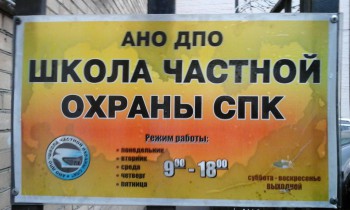 АНО ДПО
ШКОЛА ЧАСТНОЙ
ОХРАНЫ СПК
Режим работы:
• понедельник
• вторник
• среда
• четверг
• пятница
9⁰⁰ - 18⁰⁰
суббота - воскресенье
ВЫХОДНОЙ